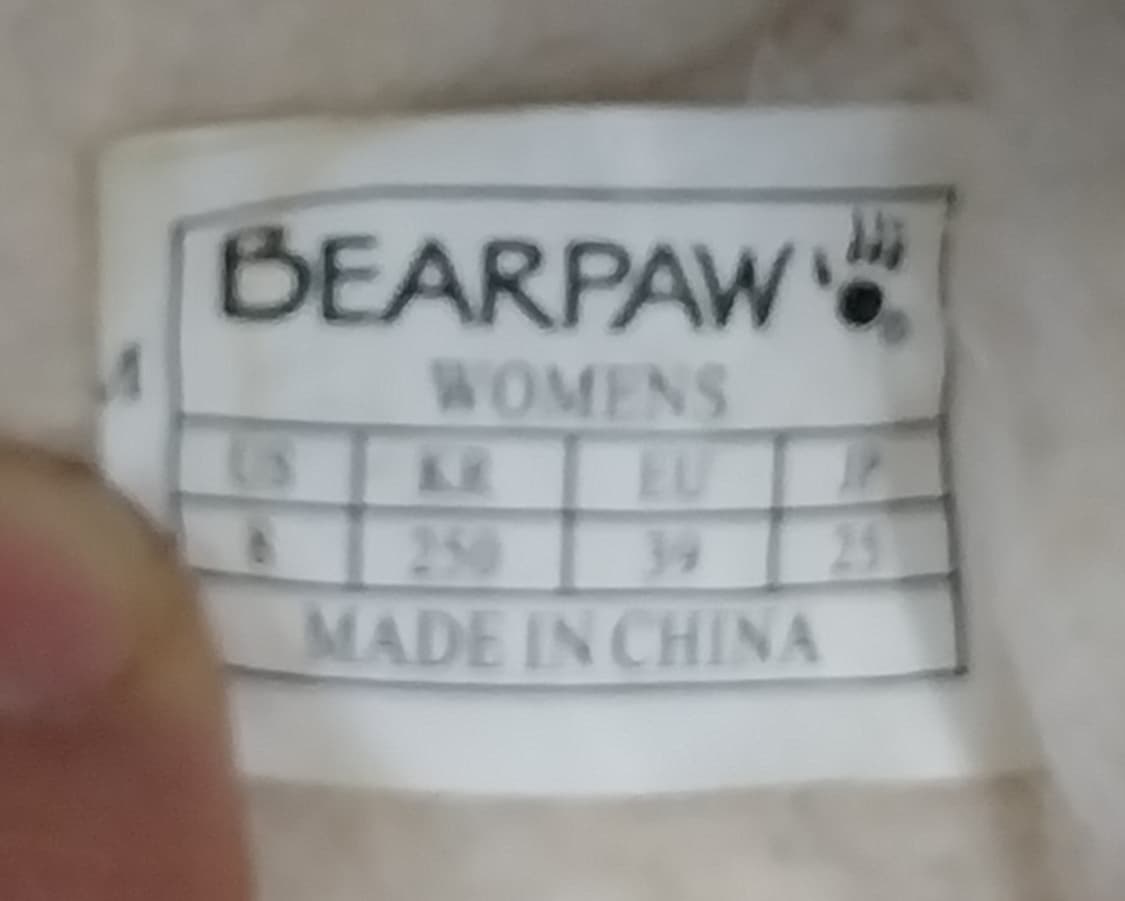 BEARPAW
WOMENS
US KR EU JP
8 250 39 25
MADE IN CHINA